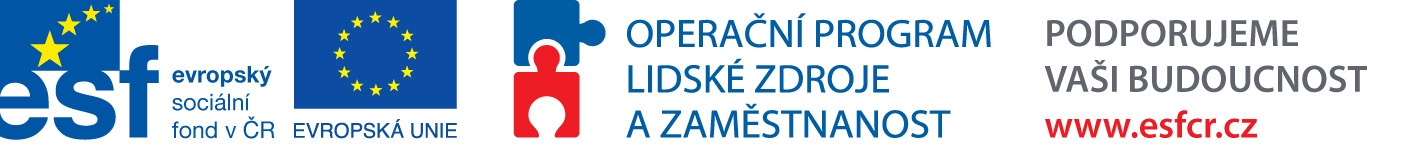 esf
evropský
sociální
fond v ČR
EVROPSKÁ UNIE
OPERAČNÍ PROGRAM
LIDSKÉ ZDROJE
A ZAMĚSTNANOST
PODPORUJEME
VAŠI BUDOUCNOST
www.esfcr.cz